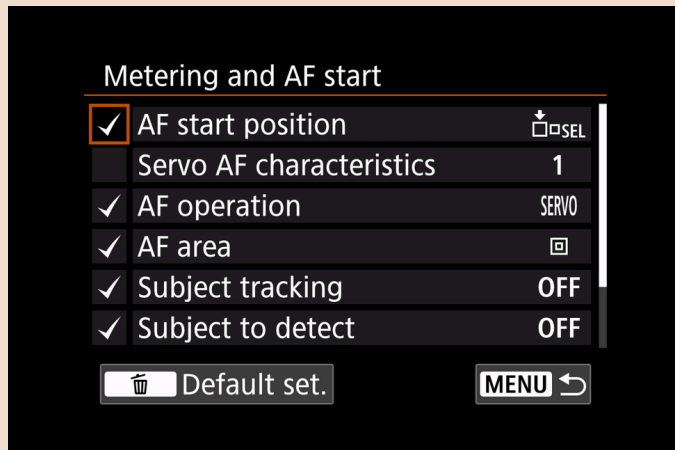 Metering and AF start
AF start position SEL
Servo AF characteristics 1
AF operation SERVO
AF area
Subject tracking OFF
Subject to detect OFF
Default set. MENU